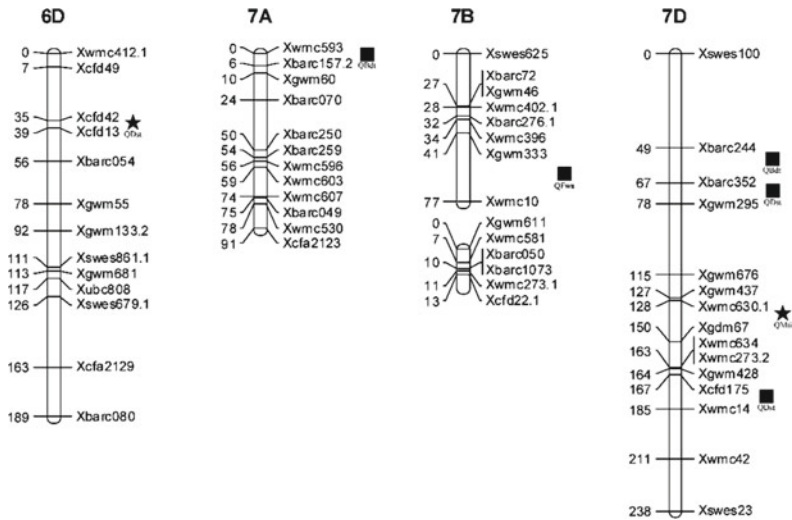 6D
0 Xwmc412.1
7 Xcfd49
35 Xcfd42
39 Xcfd13
56 Xbarc054
78 Xgwm55
92 Xgwm133.2
111 Xswes861.1
113 Xgwm681
117 Xubc808
126 Xswes679.1
163 Xcfa2129
189 Xbarc080
7A
0 Xwmc593
6 Xbarc157.2
10 Xgwm60
24 Xbarc070
50 Xbarc250
54 Xbarc259
56 Xwmc596
59 Xwmc603
74 Xwmc607
75 Xbarc049
78 Xwmc530
91 Xcfa2123
7B
0 Xswes625
Xbarc72
27 Xgwm46
28 Xwmc402.1
32 Xbarc276.1
34 Xwmc396
41 Xgwm333
77 Xwmc10
0 Xgwm611
7 Xwmc581
Xbarc050
10 Xbarc1073
11 Xwmc273.1
13 Xcfd22.1
7D
0 Xswes100
49 Xbarc244
67 Xbarc352
78 Xgwm295
115 Xgwm676
127 Xgwm437
128 Xwmc630.1
150 Xgdm67
Xwmc634
163 Xwmc273.2
164 Xgwm428
167 Xcfd175
185 Xwmc14
211 Xwmc42
238 Xswes23